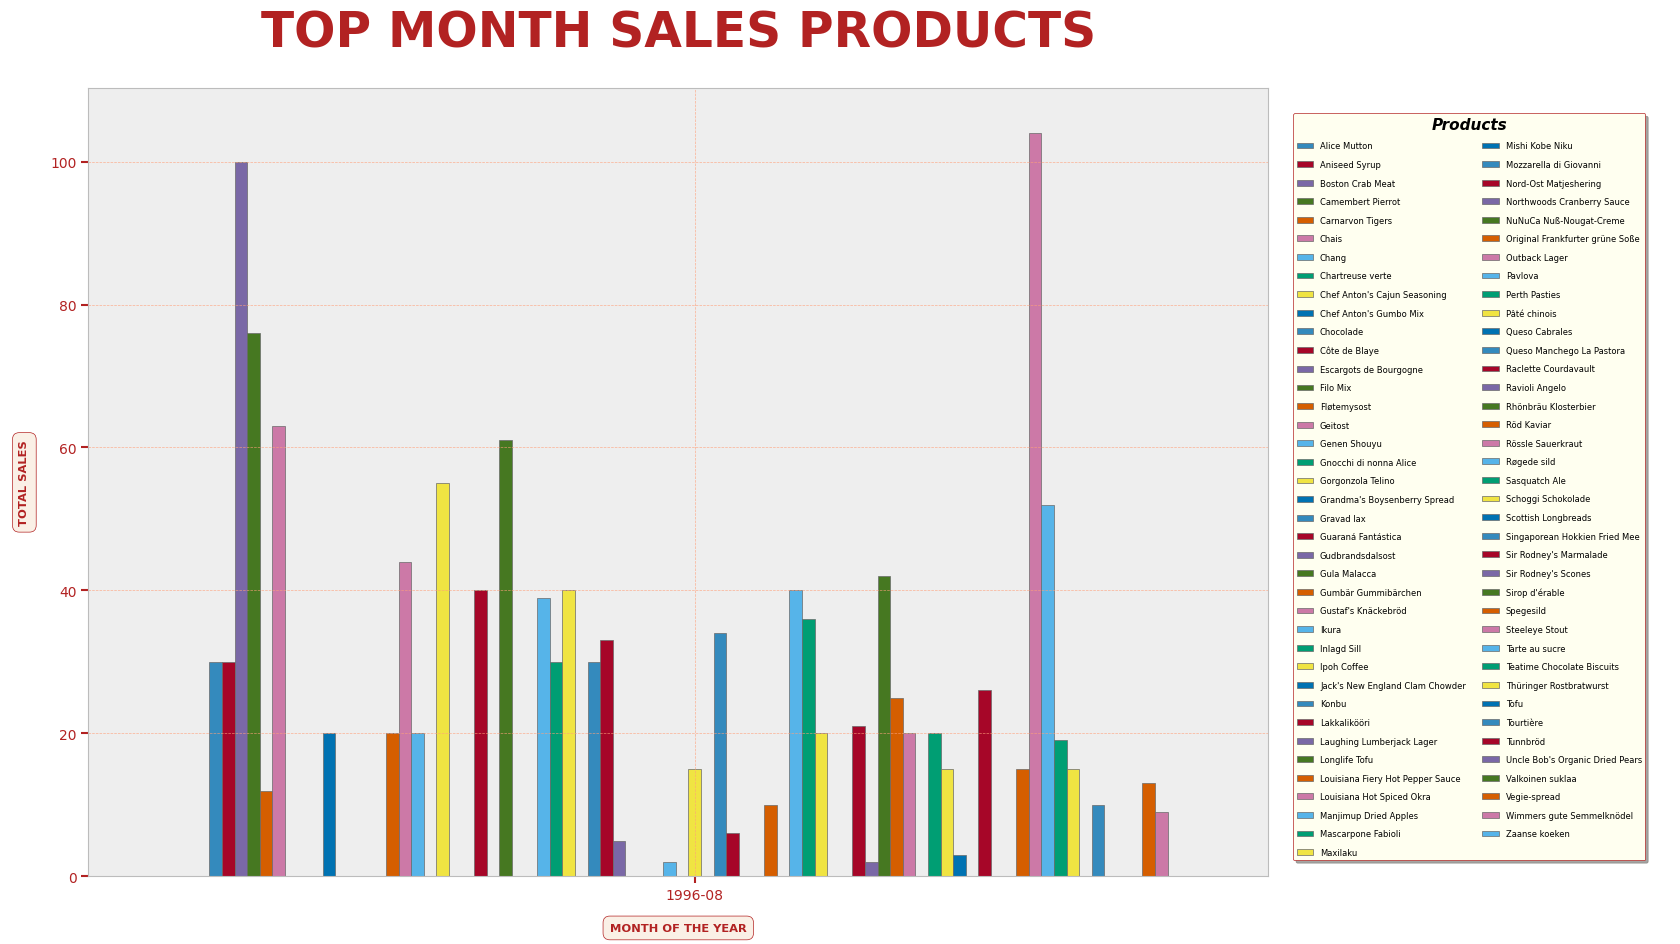 TOP MONTH SALES PRODUCTS
100
80
60
40
20
0
TOTAL SALES
1996-08
MONTH OF THE YEAR
Products
Alice Mutton
Aniseed Syrup
Boston Crab Meat
Camembert Pierrot
Carnarvon Tigers
Chais
Chang
Chartreuse verte
Chef Anton's Cajun Seasoning
Chef Anton's Gumbo Mix
Chocolade
Côte de Blaye
Escargots de Bourgogne
Filo Mix
Fløtemysost
Geitost
Genen Shouyu
Gnocchi di nonna Alice
Gorgonzola Telino
Grandma's Boysenberry Spread
Gravad lax
Guaraná Fantástica
Gudbrandsdalsost
Gula Malacca
Gumbär Gummibärchen
Gustaf's Knäckebröd
Ikura
Inlagd Sill
Ipoh Coffee
Jack's New England Clam Chowder
Konbu
Lakkalikööri
Laughing Lumberjack Lager
Longlife Tofu
Louisiana Fiery Hot Pepper Sauce
Louisiana Hot Spiced Okra
Manjimup Dried Apples
Mascarpone Fabioli
Maxilaku
Mishi Kobe Niku
Mozzarella di Giovanni
Nord-Ost Matjeshering
Northwoods Cranberry Sauce
NuNuCa Nuß-Nougat-Creme
Original Frankfurter grüne Soße
Outback Lager
Pavlova
Perth Pasties
Pâté chinois
Queso Cabrales
Queso Manchego La Pastora
Raclette Courdavault
Ravioli Angelo
Rhönbräu Klosterbier
Röd Kaviar
Rössle Sauerkraut
Røgede sild
Sasquatch Ale
Schoggi Schokolade
Scottish Longbreads
Singaporean Hokkien Fried Mee
Sir Rodney's Marmalade
Sir Rodney's Scones
Sirop d'érable
Spegesild
Steeleye Stout
Tarte au sucre
Teatime Chocolate Biscuits
Thüringer Rostbratwurst
Tofu
Tourtière
Tunnbröd
Uncle Bob's Organic Dried Pears
Valkoinen suklaa
Vegie-spread
Wimmers gute Semmelknödel
Zaanse koeken